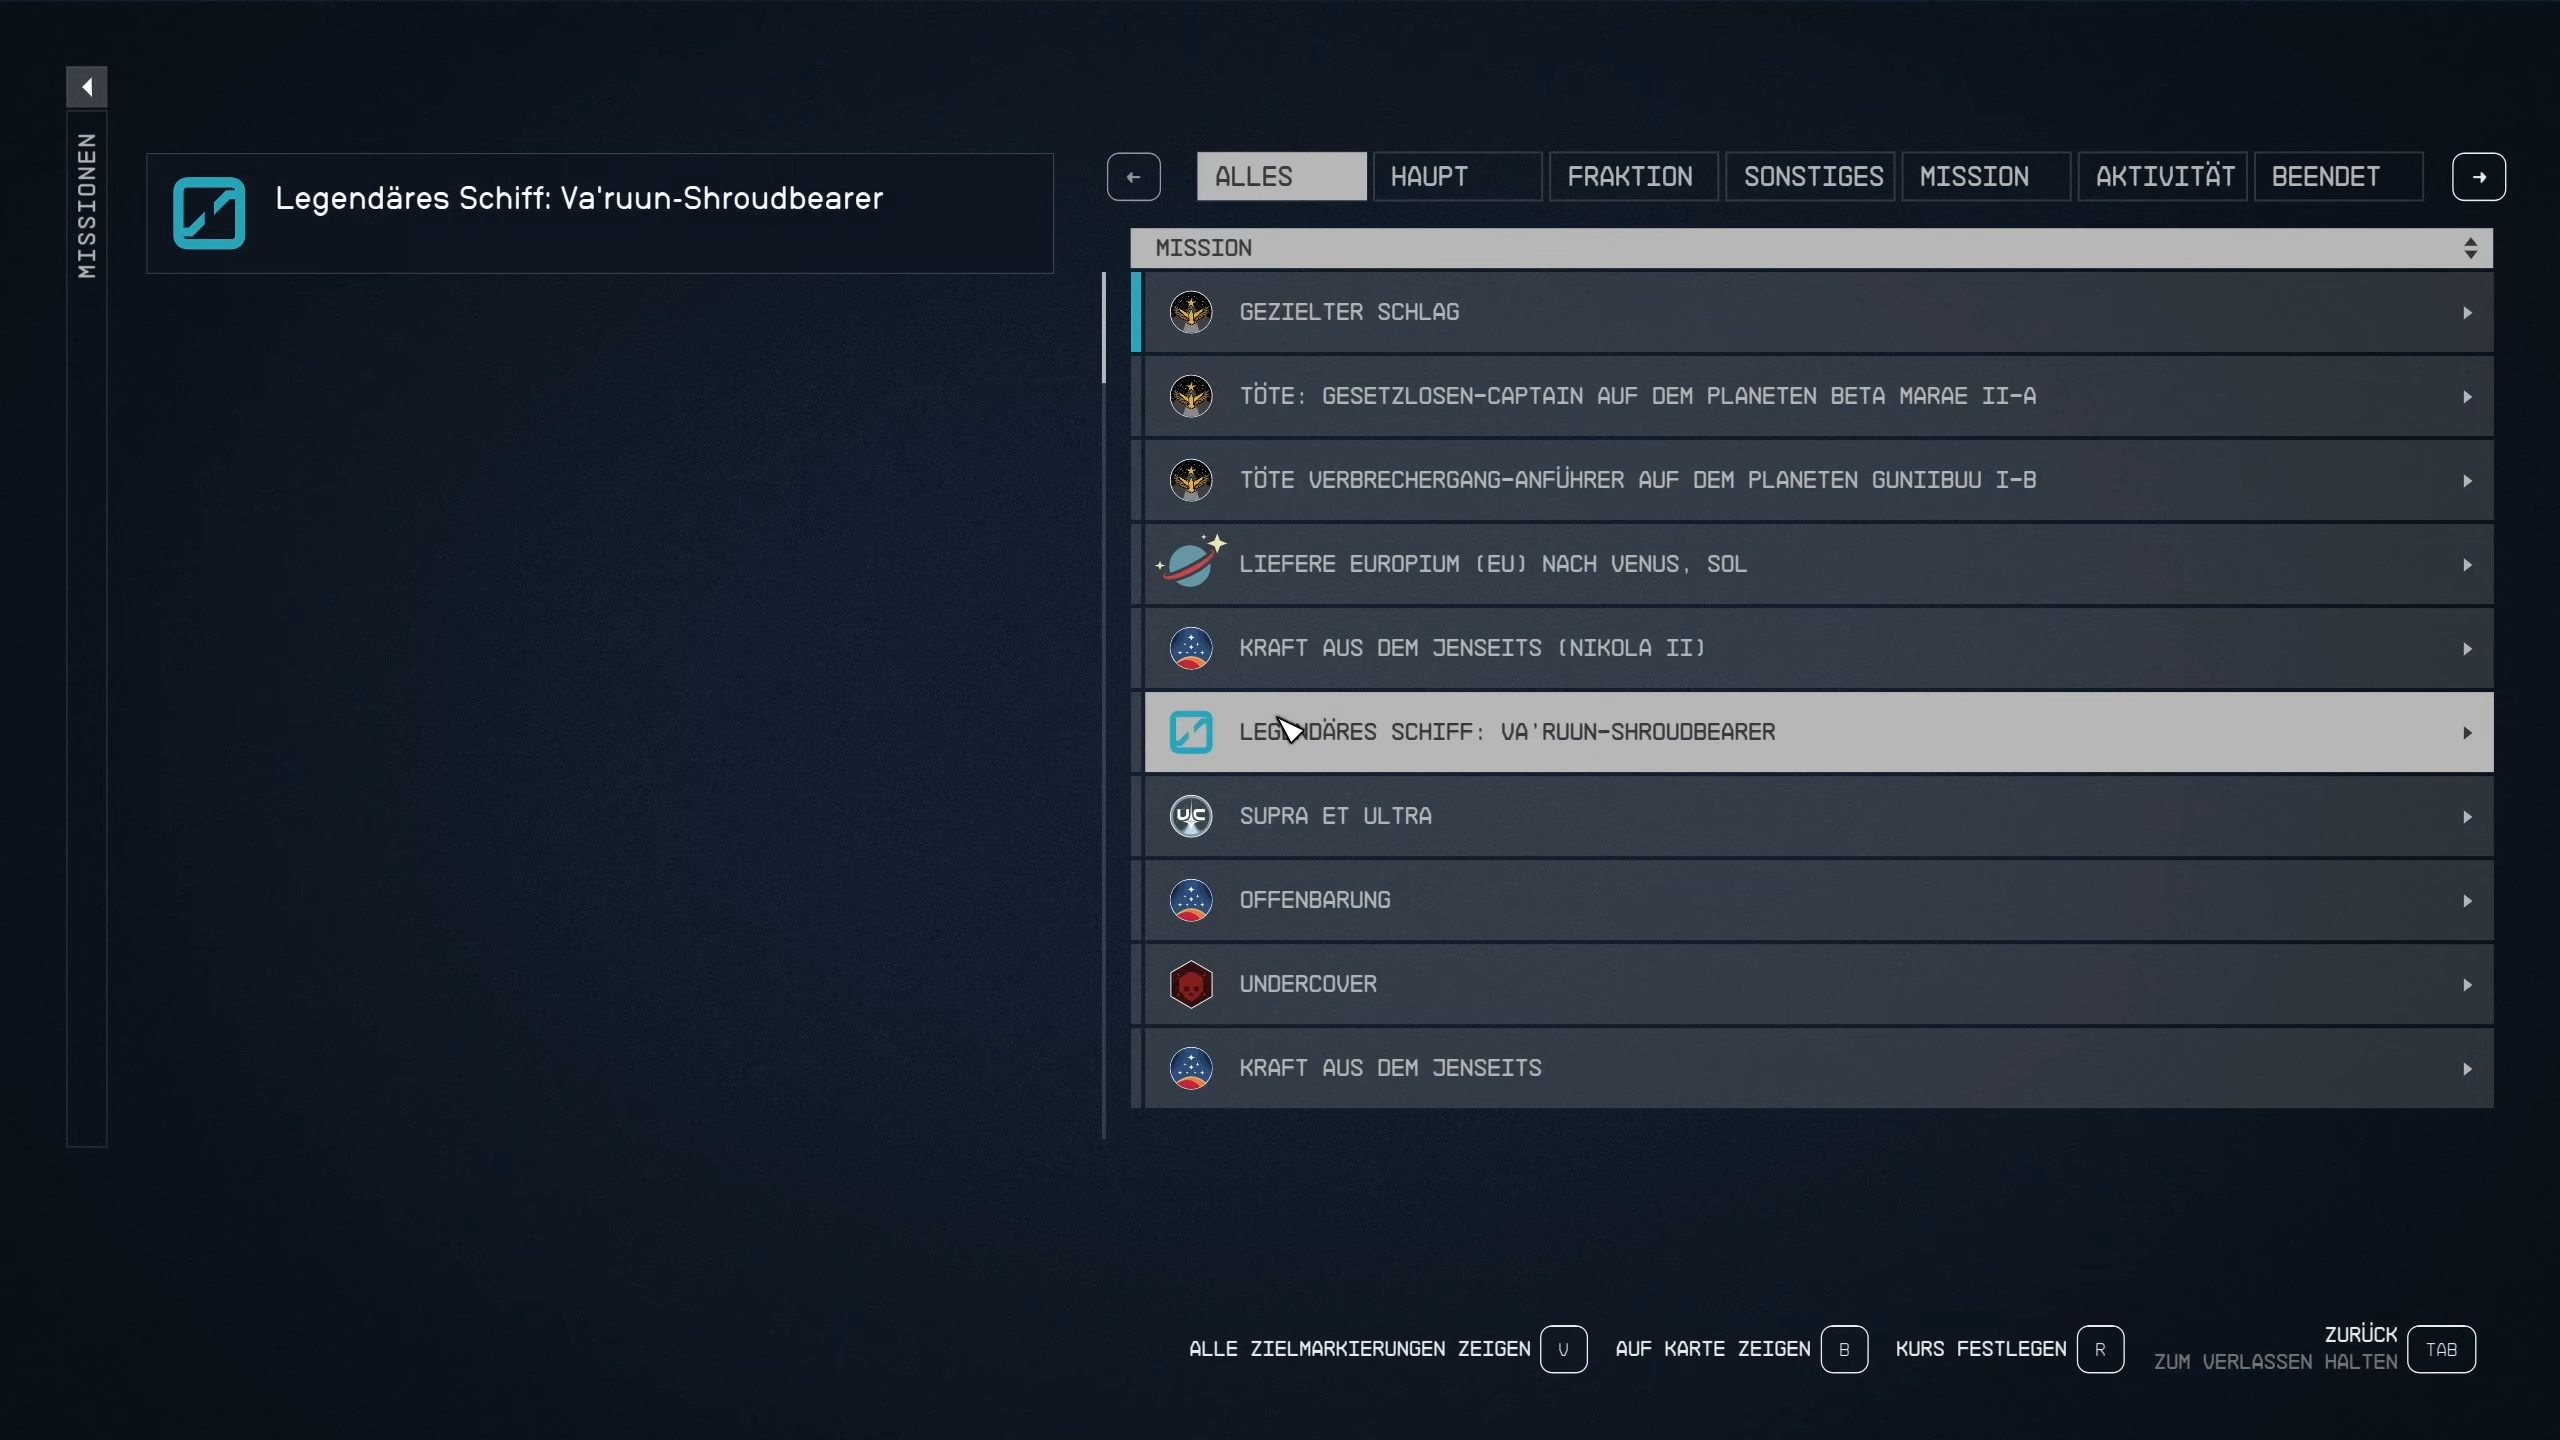 MISSIONEN
Legendäres Schiff: Va'ruun-Shroudbearer
ALLES HAUPT FRAKTION SONSTIGES MISSION AKTIVITÄT BEENDET
MISSION
GEZIELTER SCHLAG
TÖTE: GESETZLOSEN-CAPTAIN AUF DEM PLANETEN BETA MARAE II-A
TÖTE VERBRECHERGANG-ANFÜHRER AUF DEM PLANETEN GUNIIBUU I-B
LIEFERE EUROPIUM (EU) NACH VENUS, SOL
KRAFT AUS DEM JENSEITS (NIKOLA II)
LEGENDÄRES SCHIFF: VA'RUUN-SHROUDBEARER
UC SUPRA ET ULTRA
OFFENBARUNG
UNDERCOVER
KRAFT AUS DEM JENSEITS
ALLE ZIELMARKIERUNGEN ZEIGEN V AUF KARTE ZEIGEN B KURS FESTLEGEN R ZURÜCK TAB
ZUM VERLASSEN HALTEN